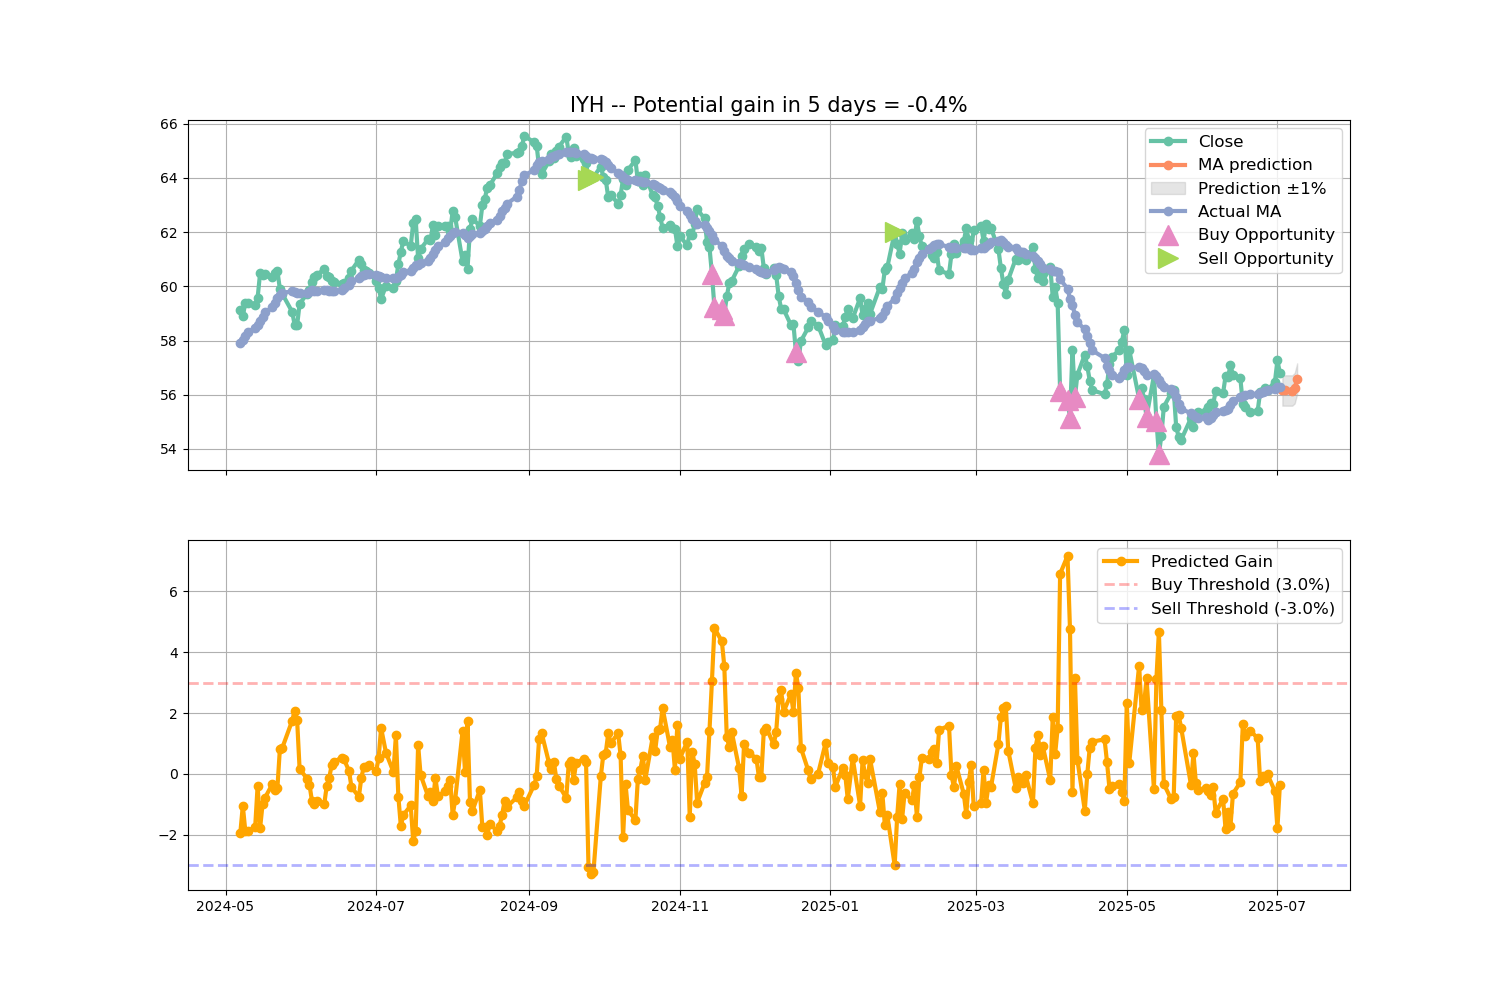 IYH -- Potential gain in 5 days = -0.4%
66
64
62
60
58
56
54
Close
MA prediction
Prediction ±1%
Actual MA
Buy Opportunity
Sell Opportunity
6
4
2
0
−2
Predicted Gain
Buy Threshold (3.0%)
Sell Threshold (-3.0%)
2024-05
2024-07
2024-09
2024-11
2025-01
2025-03
2025-05
2025-07